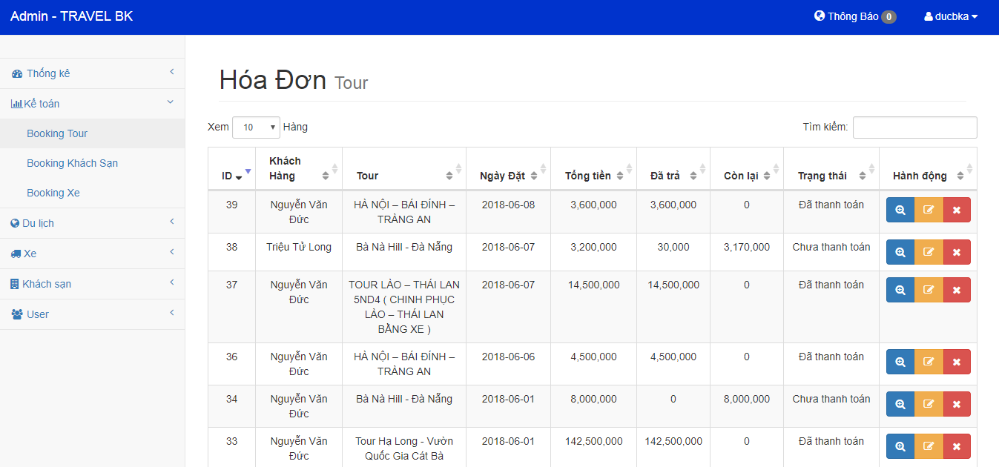 Admin - TRAVEL BK
Thông Báo 0
ducbka
Thống kê
Kế toán
Booking Tour
Booking Khách Sạn
Booking Xe
Du lịch
Xe
Khách sạn
User
Hóa Đơn Tour
Xem 10 Hàng
Tìm kiếm:
ID Khách Hàng Tour Ngày Đặt Tổng tiền Đã trả Còn lại Trạng thái Hành động
39 Nguyễn Văn HÀ NỘI – BÁI ĐÍNH – 2018-06-08 3,600,000 3,600,000 0 Đã thanh toán
Đức TRÀNG AN
38 Triệu Tử Long Bà Nà Hill - Đà Nẵng 2018-06-07 3,200,000 30,000 3,170,000 Chưa thanh toán
37 Nguyễn Văn TOUR LÀO – THÁI LAN 2018-06-07 14,500,000 14,500,000 0 Đã thanh toán
Đức 5ND4 ( CHINH PHỤC
LÀO – THÁI LAN
BẰNG XE )
36 Nguyễn Văn HÀ NỘI – BÁI ĐÍNH – 2018-06-06 4,500,000 4,500,000 0 Đã thanh toán
Đức TRÀNG AN
34 Nguyễn Văn Bà Nà Hill - Đà Nẵng 2018-06-01 8,000,000 0 8,000,000 Chưa thanh toán
Đức
33 Nguyễn Văn Tour Hạ Long - Vườn 2018-06-01 142,500,000 142,500,000 0 Đã thanh toán
Đức Quốc Gia Cát Bà